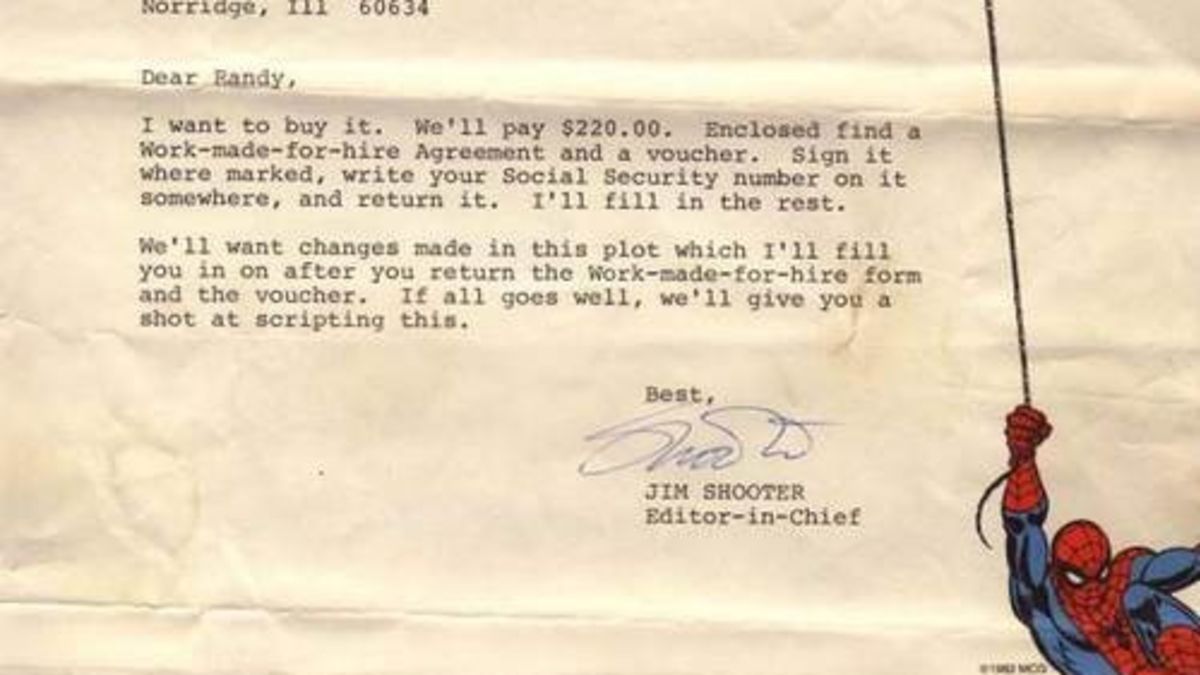 Norridge, Ill 60634
Dear Randy,
I want to buy it. We'll pay $220.00. Enclosed find a
Work-made-for-hire Agreement and a voucher. Sign it
where marked, write your Social Security number on it
somewhere, and return it. I'll fill in the rest.
We'll want changes made in this plot which I'll fill
you in on after you return the Work-made-for-hire form
and the voucher. If all goes well, we'll give you a
shot at scripting this.
Best,
JIM SHOOTER
Editor-in-Chief
MCG